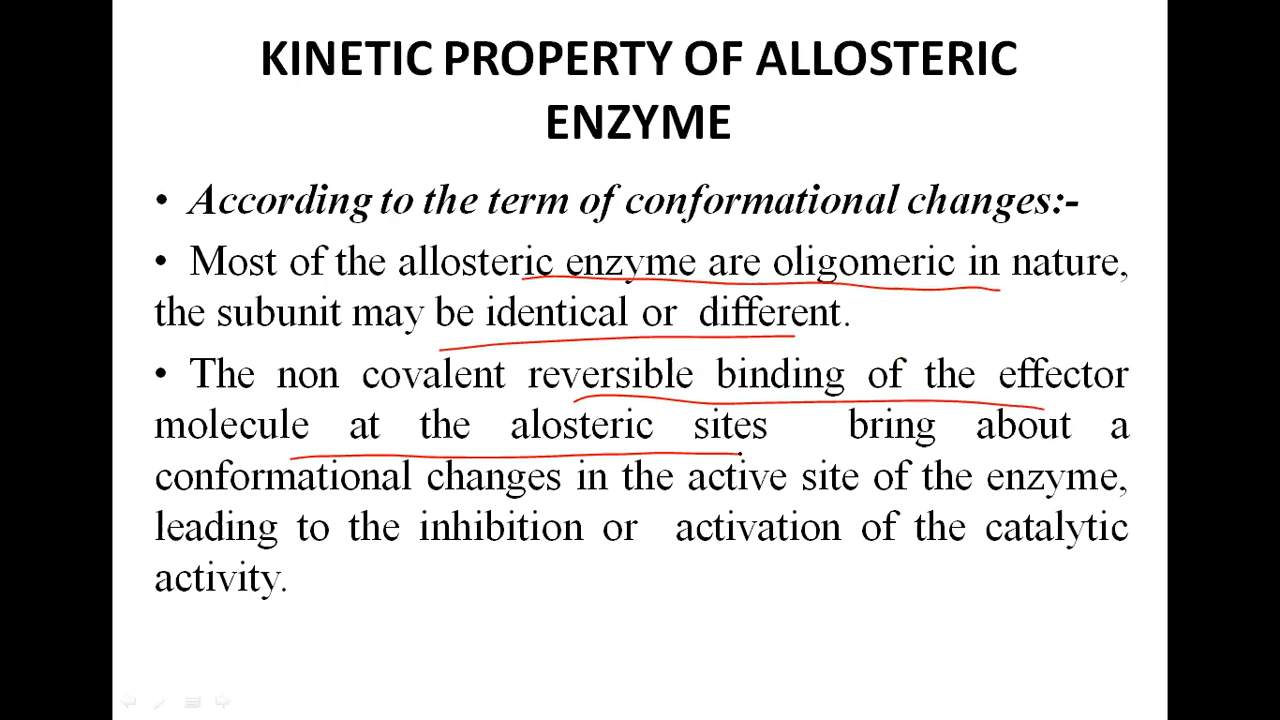 KINETIC PROPERTY OF ALLOSTERIC
ENZYME
• According to the term of conformational changes:-
• Most of the allosteric enzyme are oligomeric in nature,
the subunit may be identical or different.
• The non covalent reversible binding of the effector
molecule at the alosteric sites bring about a
conformational changes in the active site of the enzyme,
leading to the inhibition or activation of the catalytic
activity.